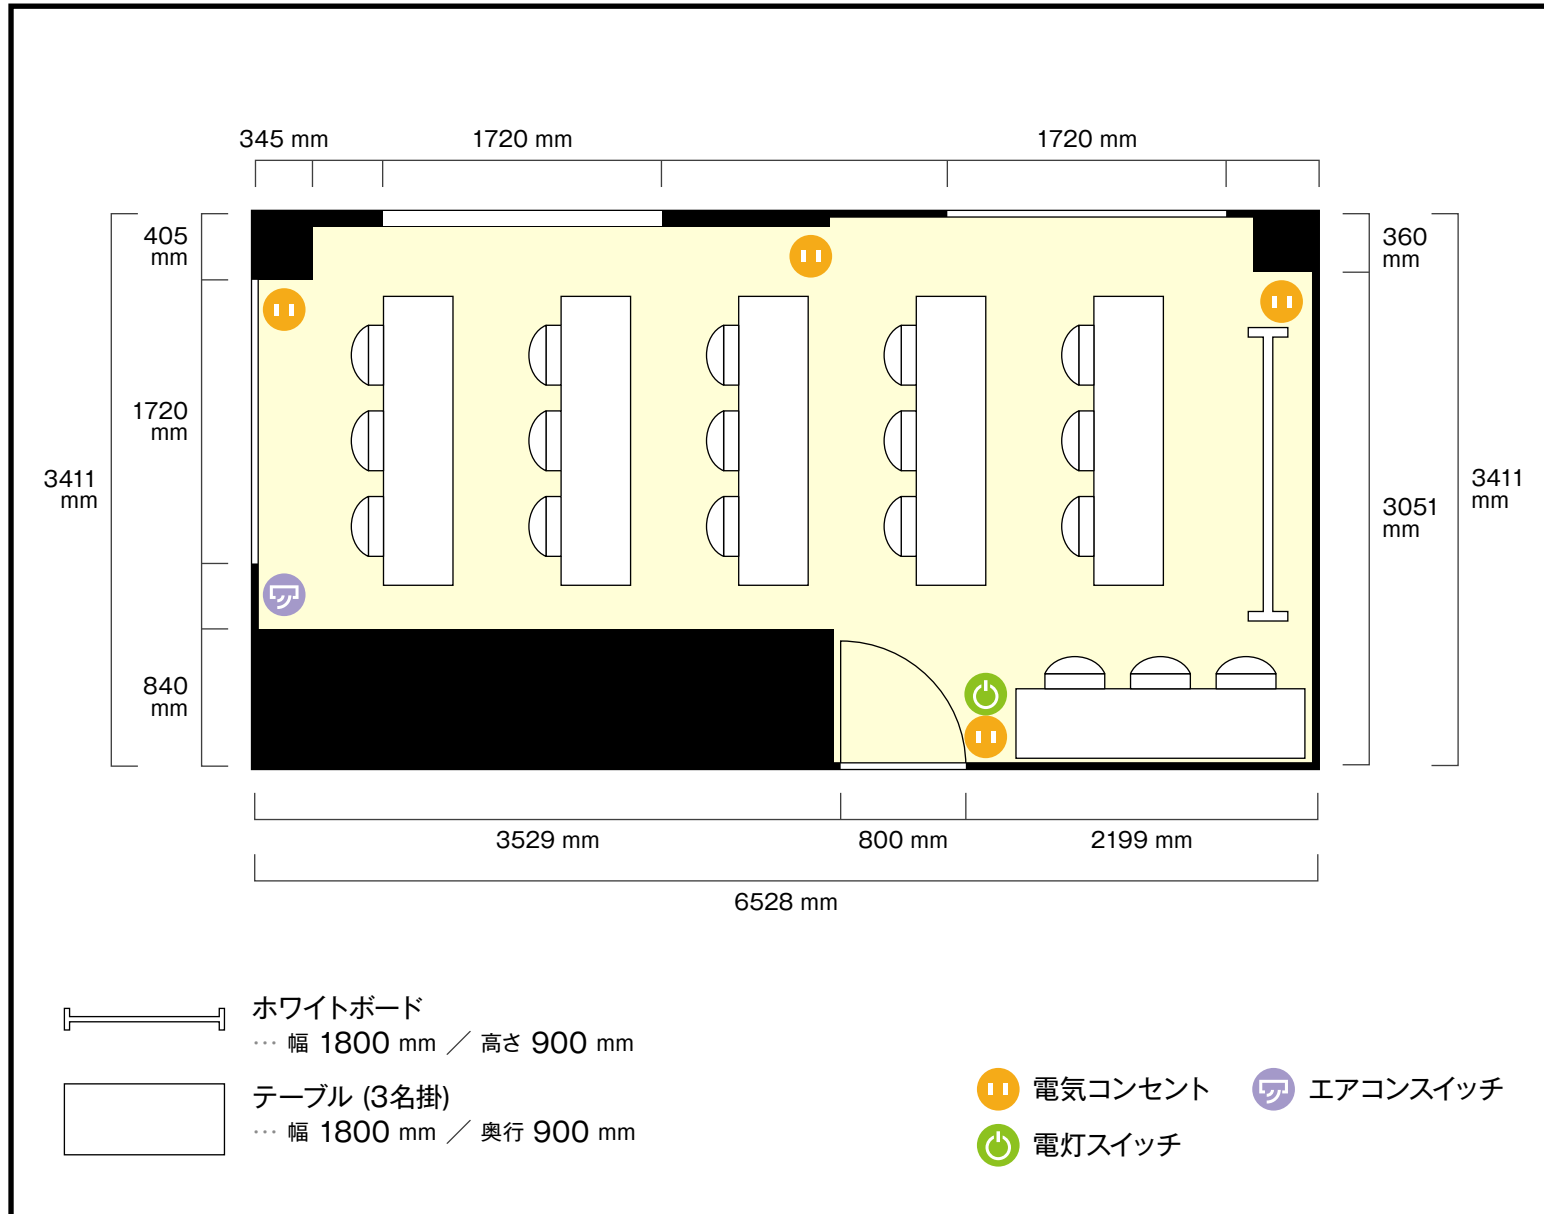 345 mm
1720 mm
1720 mm
405
mm
360
mm
1720
mm
3411
mm
3051
mm
3411
mm
840
mm
3529 mm
800 mm
2199 mm
6528 mm
ホワイトボード
… 幅 1800 mm ／ 高さ 900 mm
テーブル (3名掛)
… 幅 1800 mm ／ 奥行 900 mm
電気コンセント
エアコンスイッチ
電灯スイッチ